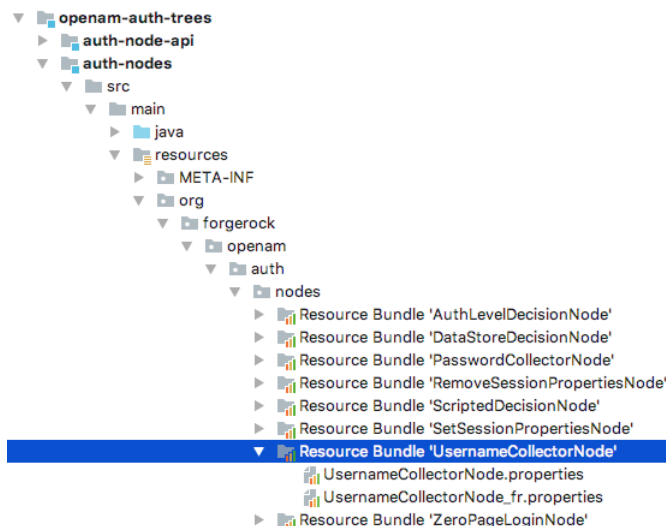 openam-auth-trees
auth-node-api
auth-nodes
src
main
java
resources
META-INF
org
forgerock
openam
auth
nodes
Resource Bundle 'AuthLevelDecisionNode'
Resource Bundle 'DataStoreDecisionNode'
Resource Bundle 'PasswordCollectorNode'
Resource Bundle 'RemoveSessionPropertiesNode'
Resource Bundle 'ScriptedDecisionNode'
Resource Bundle 'SetSessionPropertiesNode'
Resource Bundle 'UsernameCollectorNode'
UsernameCollectorNode.properties
UsernameCollectorNode_fr.properties
Resource Bundle 'ZeroPageLoginNode'